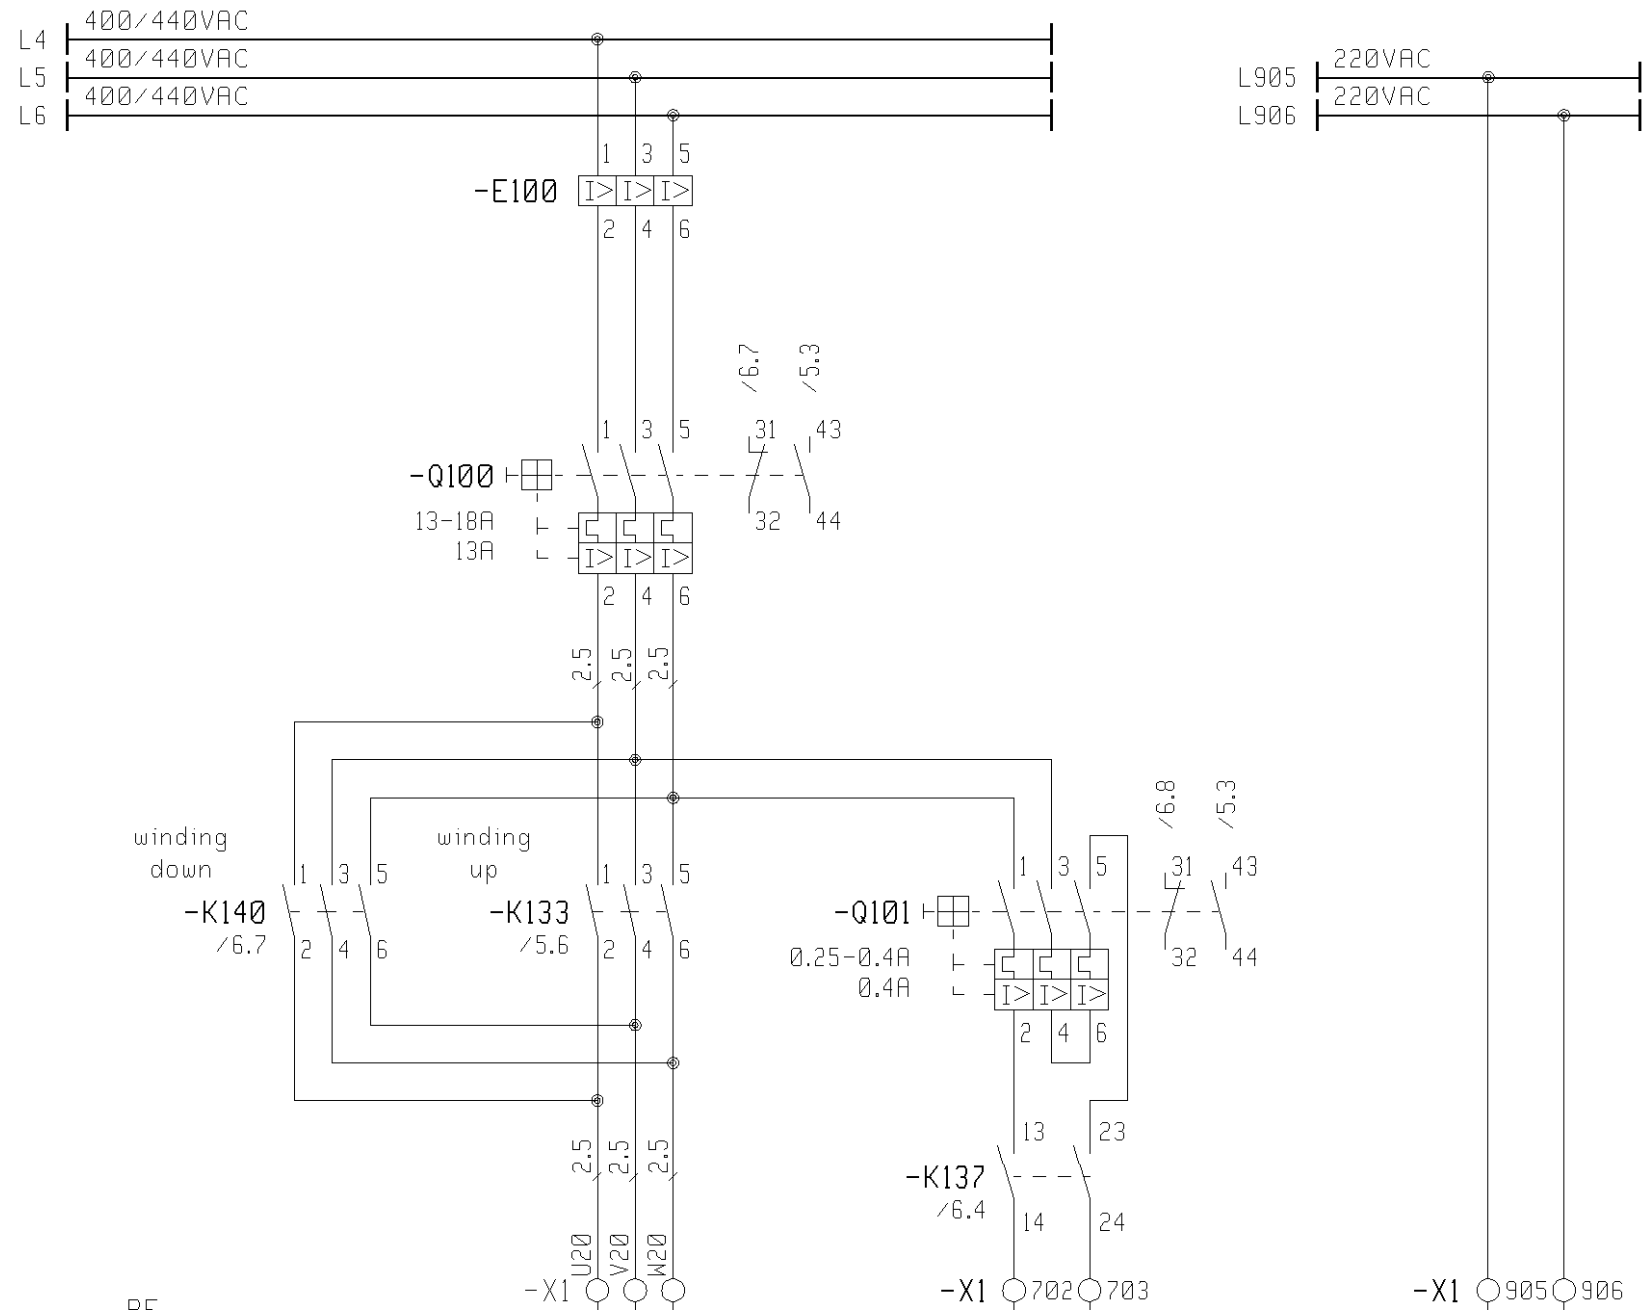 400/440VAC
L4
400/440VAC
L5
400/440VAC
L6
220VAC
L905
220VAC
L906
1 3 5
-E100 I> I> I>
2 4 6
/6.7 /5.3
1 3 5 31 43
-Q100
13-18A 32 44
13A I> I> I>
2 4 6
2.5 2.5 2.5
/6.8 /5.3
winding winding
down up
1 3 5 1 3 5 1 3 5 31 43
-K140 -K133 -Q101
/6.7 2 4 6 /5.6 2 4 6 0.25-0.4A 32 44
0.4A I> I> I>
2 4 6
13 23
2.5 2.5 2.5
-K137
/6.4 14 24
U20 V20 W20
-X1 -X1 702 703 -X1 905 906